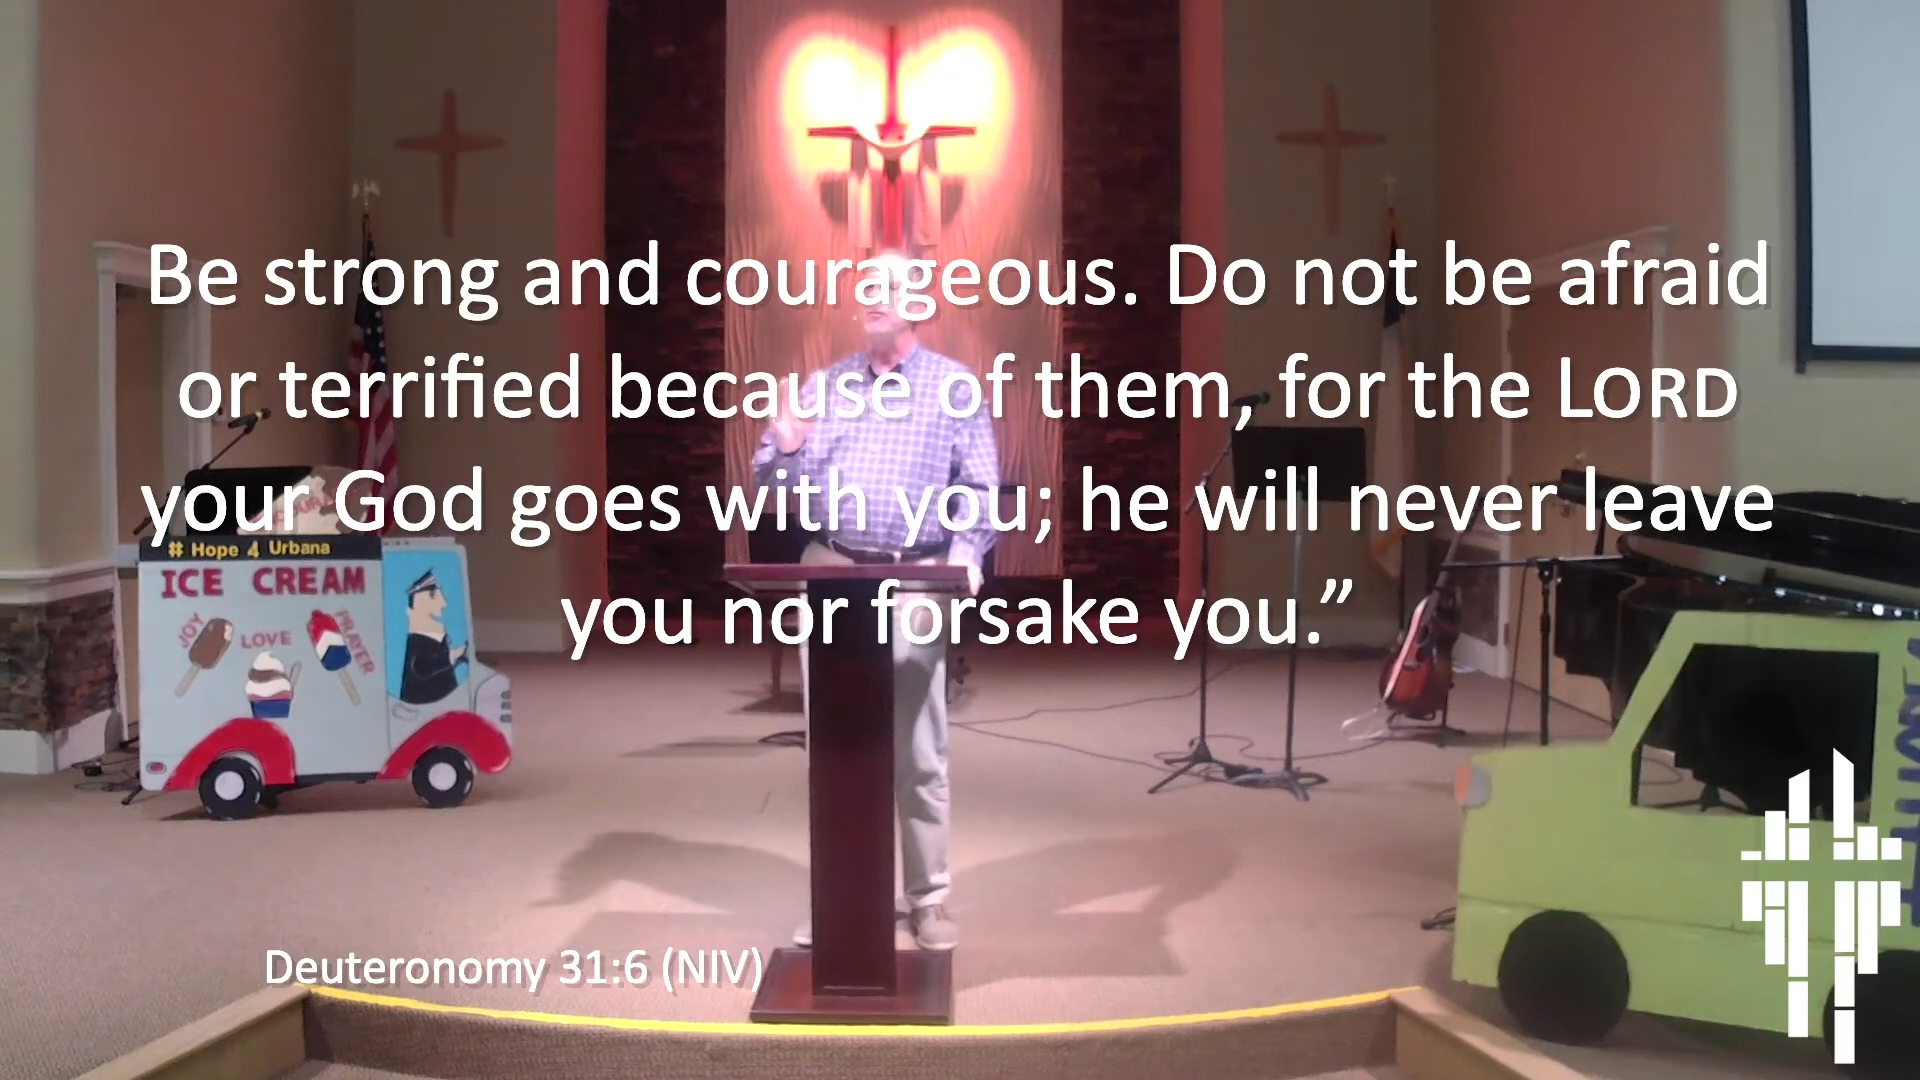 Be strong and courageous. Do not be afraid
or terrified because of them, for the LORD
your God goes with you; he will never leave
you nor forsake you.”
# Hope 4 Urbana
ICE CREAM
JOY
LOVE
PRAYER
Deuteronomy 31:6 (NIV)